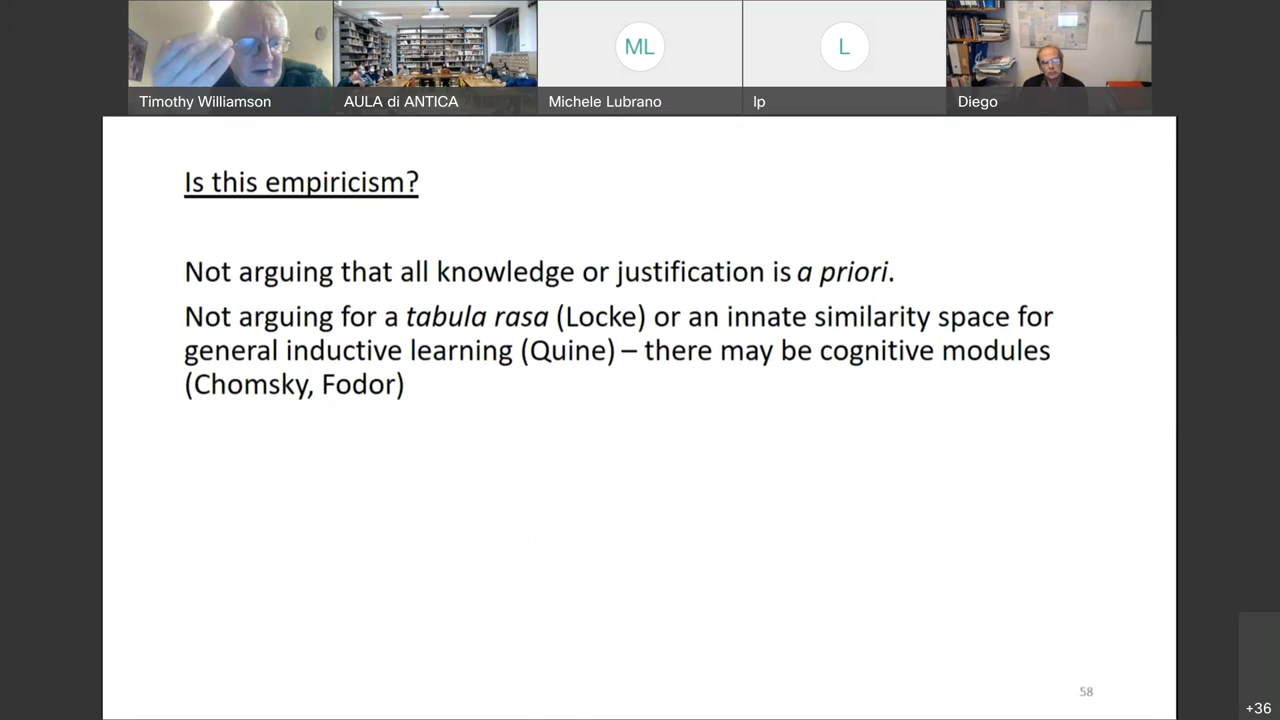 ML
L
Timothy Williamson
AULA di ANTICA
Michele Lubrano
lp
Diego
Is this empiricism?
Not arguing that all knowledge or justification is a priori.
Not arguing for a tabula rasa (Locke) or an innate similarity space for
general inductive learning (Quine) – there may be cognitive modules
(Chomsky, Fodor)
58
+36